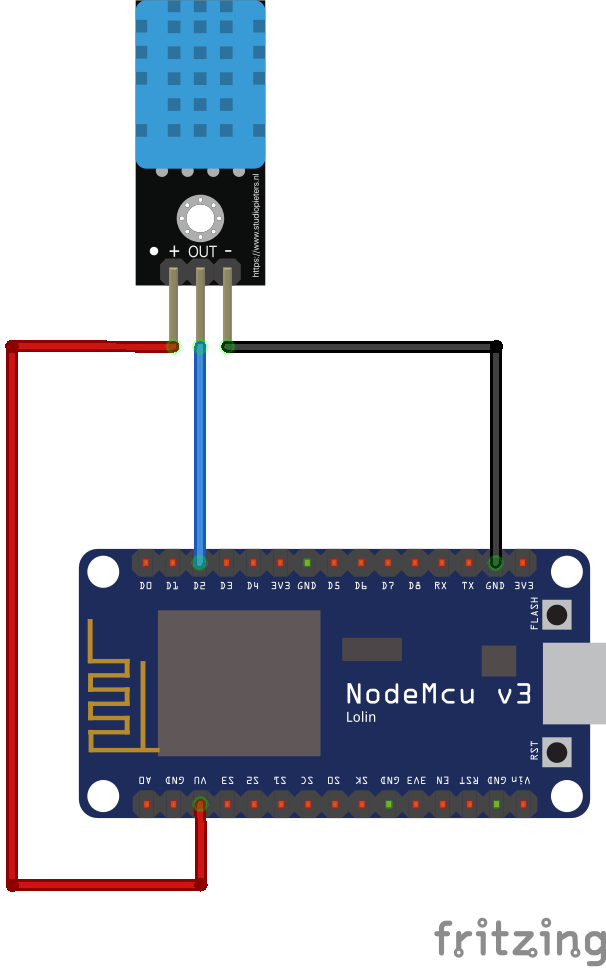 https://www.studiopieters.nl
+ OUT -
D0 D1 D2 D3 D4 3V3 GND D5 D6 D7 D8 RX TX GND 3V3
FLASH
NodeMcu v3
Lolin
RST
A0 GND VU S3 S2 S1 SC S0 SK GND 3V3 EN RST GND Vin
fritzing